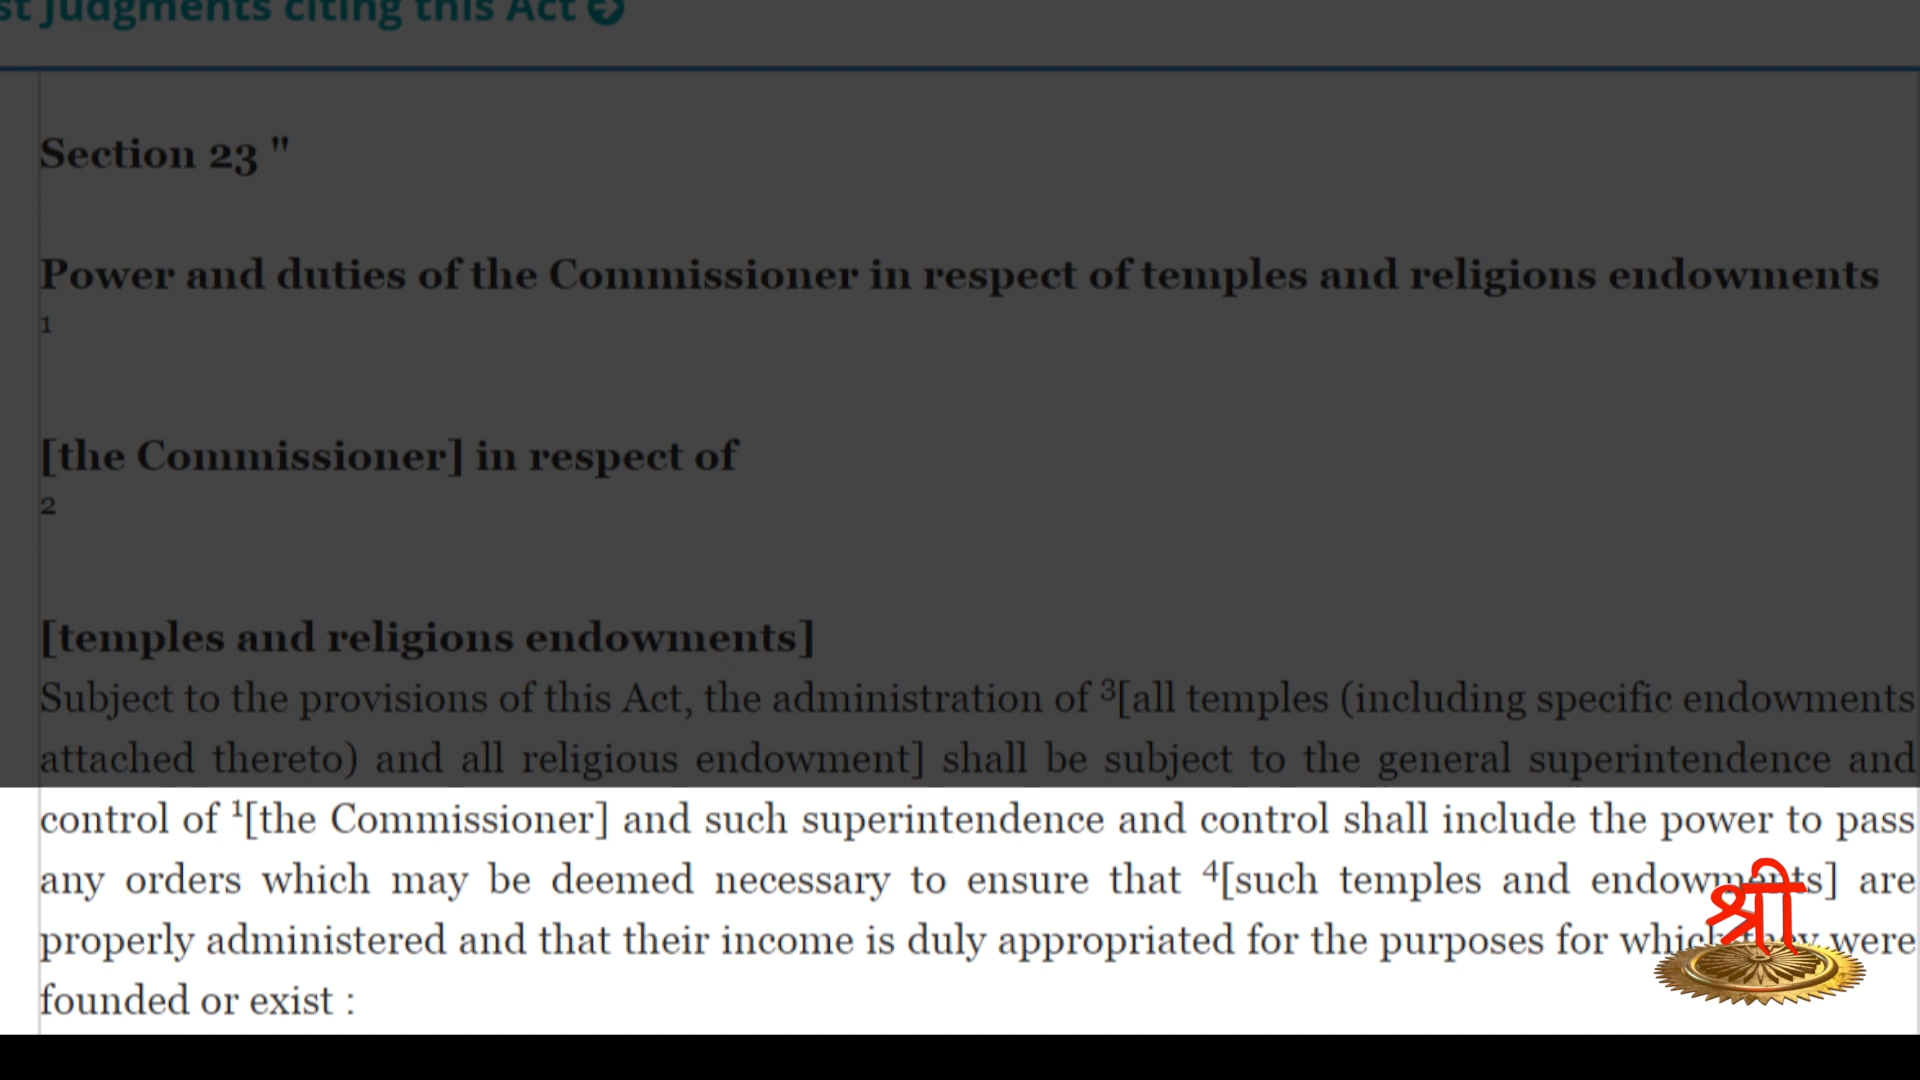 st Judgments citing this Act
Section 23 "
Power and duties of the Commissioner in respect of temples and religions endowments
1
[the Commissioner] in respect of
2
[temples and religions endowments]
Subject to the provisions of this Act, the administration of 3[all temples (including specific endowments
attached thereto) and all religious endowment] shall be subject to the general superintendence and
control of 1[the Commissioner] and such superintendence and control shall include the power to pass
any orders which may be deemed necessary to ensure that 4[such temples and endowments] are
properly administered and that their income is duly appropriated for the purposes for which they were
founded or exist :
श्री